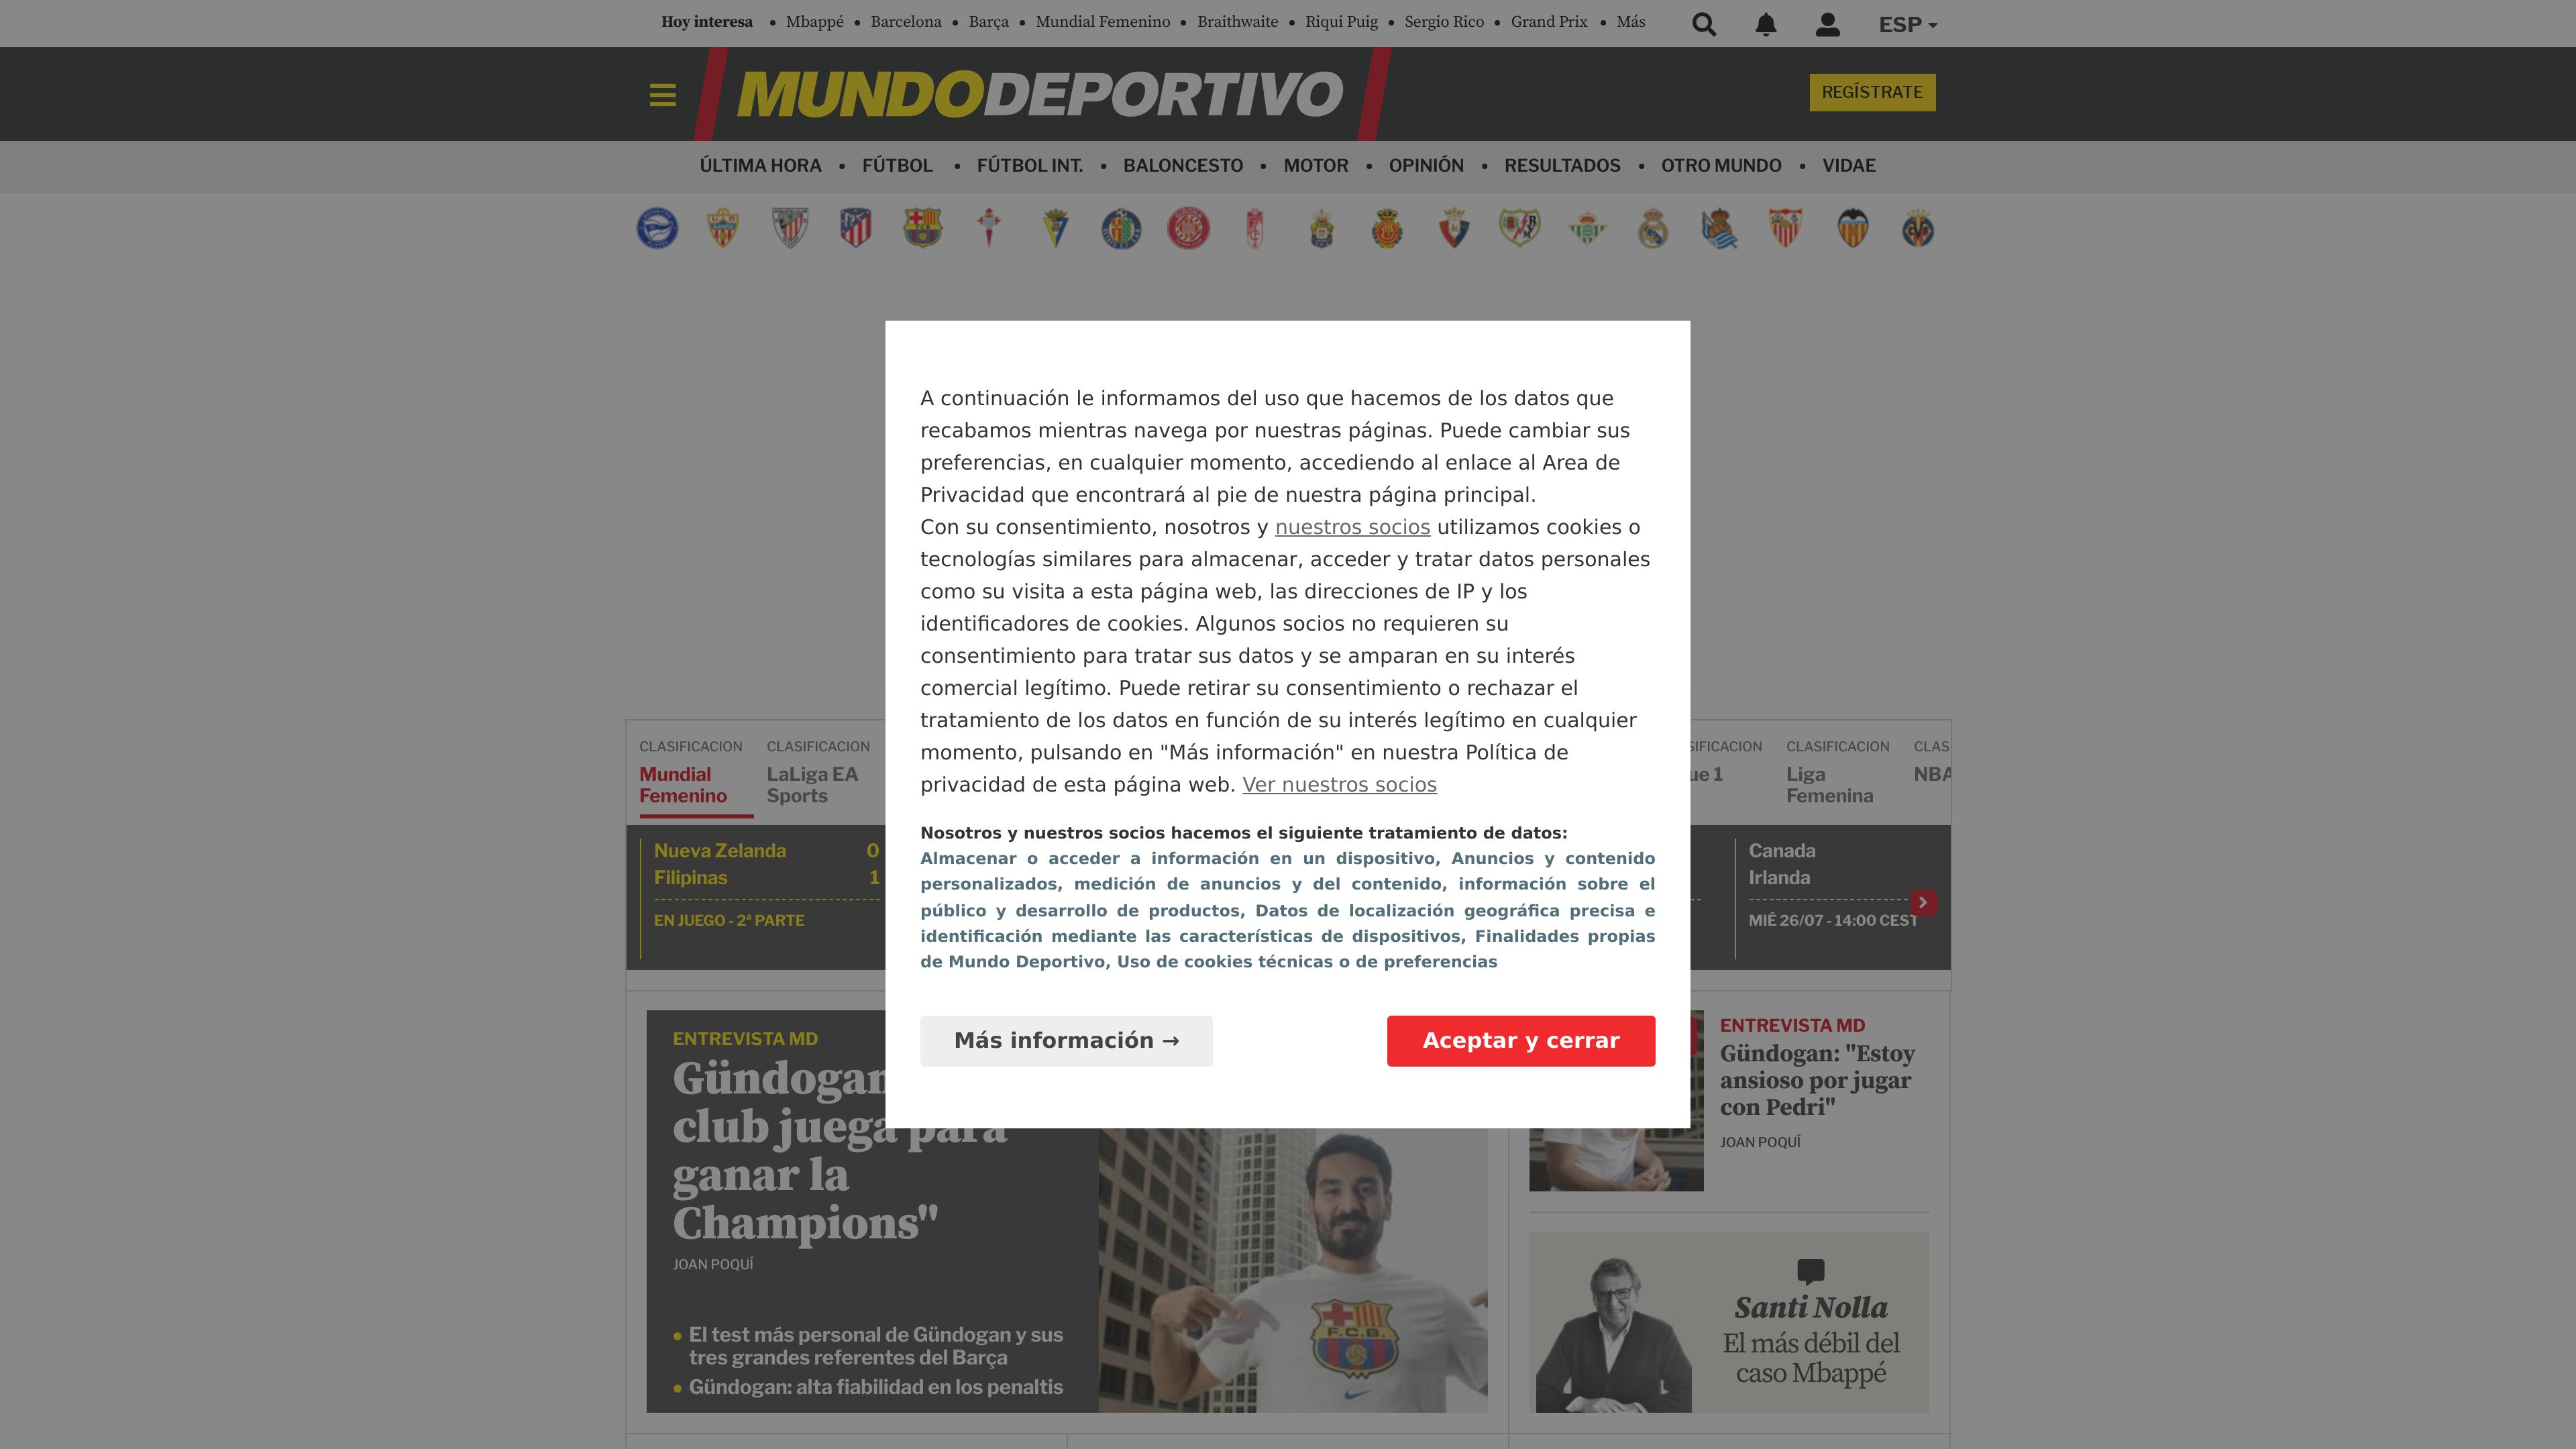 Hoy interesa • Mbappé • Barcelona • Barça • Mundial Femenino • Braithwaite • Riqui Puig • Sergio Rico • Grand Prix • Más
ESP
MUNDODEPORTIVO
REGÍSTRATE
ÚLTIMA HORA • FÚTBOL • FÚTBOL INT. • BALONCESTO • MOTOR • OPINIÓN • RESULTADOS • OTRO MUNDO • VIDAE
A continuación le informamos del uso que hacemos de los datos que
recabamos mientras navega por nuestras páginas. Puede cambiar sus
preferencias, en cualquier momento, accediendo al enlace al Area de
Privacidad que encontrará al pie de nuestra página principal.
Con su consentimiento, nosotros y nuestros socios utilizamos cookies o
tecnologías similares para almacenar, acceder y tratar datos personales
como su visita a esta página web, las direcciones de IP y los
identificadores de cookies. Algunos socios no requieren su
consentimiento para tratar sus datos y se amparan en su interés
comercial legítimo. Puede retirar su consentimiento o rechazar el
tratamiento de los datos en función de su interés legítimo en cualquier
momento, pulsando en "Más información" en nuestra Política de
privacidad de esta página web. Ver nuestros socios
Nosotros y nuestros socios hacemos el siguiente tratamiento de datos:
Almacenar o acceder a información en un dispositivo, Anuncios y contenido
personalizados, medición de anuncios y del contenido, información sobre el
público y desarrollo de productos, Datos de localización geográfica precisa e
identificación mediante las características de dispositivos, Finalidades propias
de Mundo Deportivo, Uso de cookies técnicas o de preferencias
Más información →
Aceptar y cerrar
CLASIFICACION
Mundial
Femenino
CLASIFICACION
LaLiga EA
Sports
SIFICACION
ue 1
CLASIFICACION
Liga
Femenina
CLAS
NBA
Nueva Zelanda 0
Filipinas 1
EN JUEGO - 2ª PARTE
Canada
Irlanda
MIÉ 26/07 - 14:00 CEST
ENTREVISTA MD
Gündogan
club juega para
ganar la
Champions"
JOAN POQUÍ
• El test más personal de Gündogan y sus
tres grandes referentes del Barça
• Gündogan: alta fiabilidad en los penaltis
F.C.B.
ENTREVISTA MD
Gündogan: "Estoy
ansioso por jugar
con Pedri"
JOAN POQUÍ
Santi Nolla
El más débil del
caso Mbappé